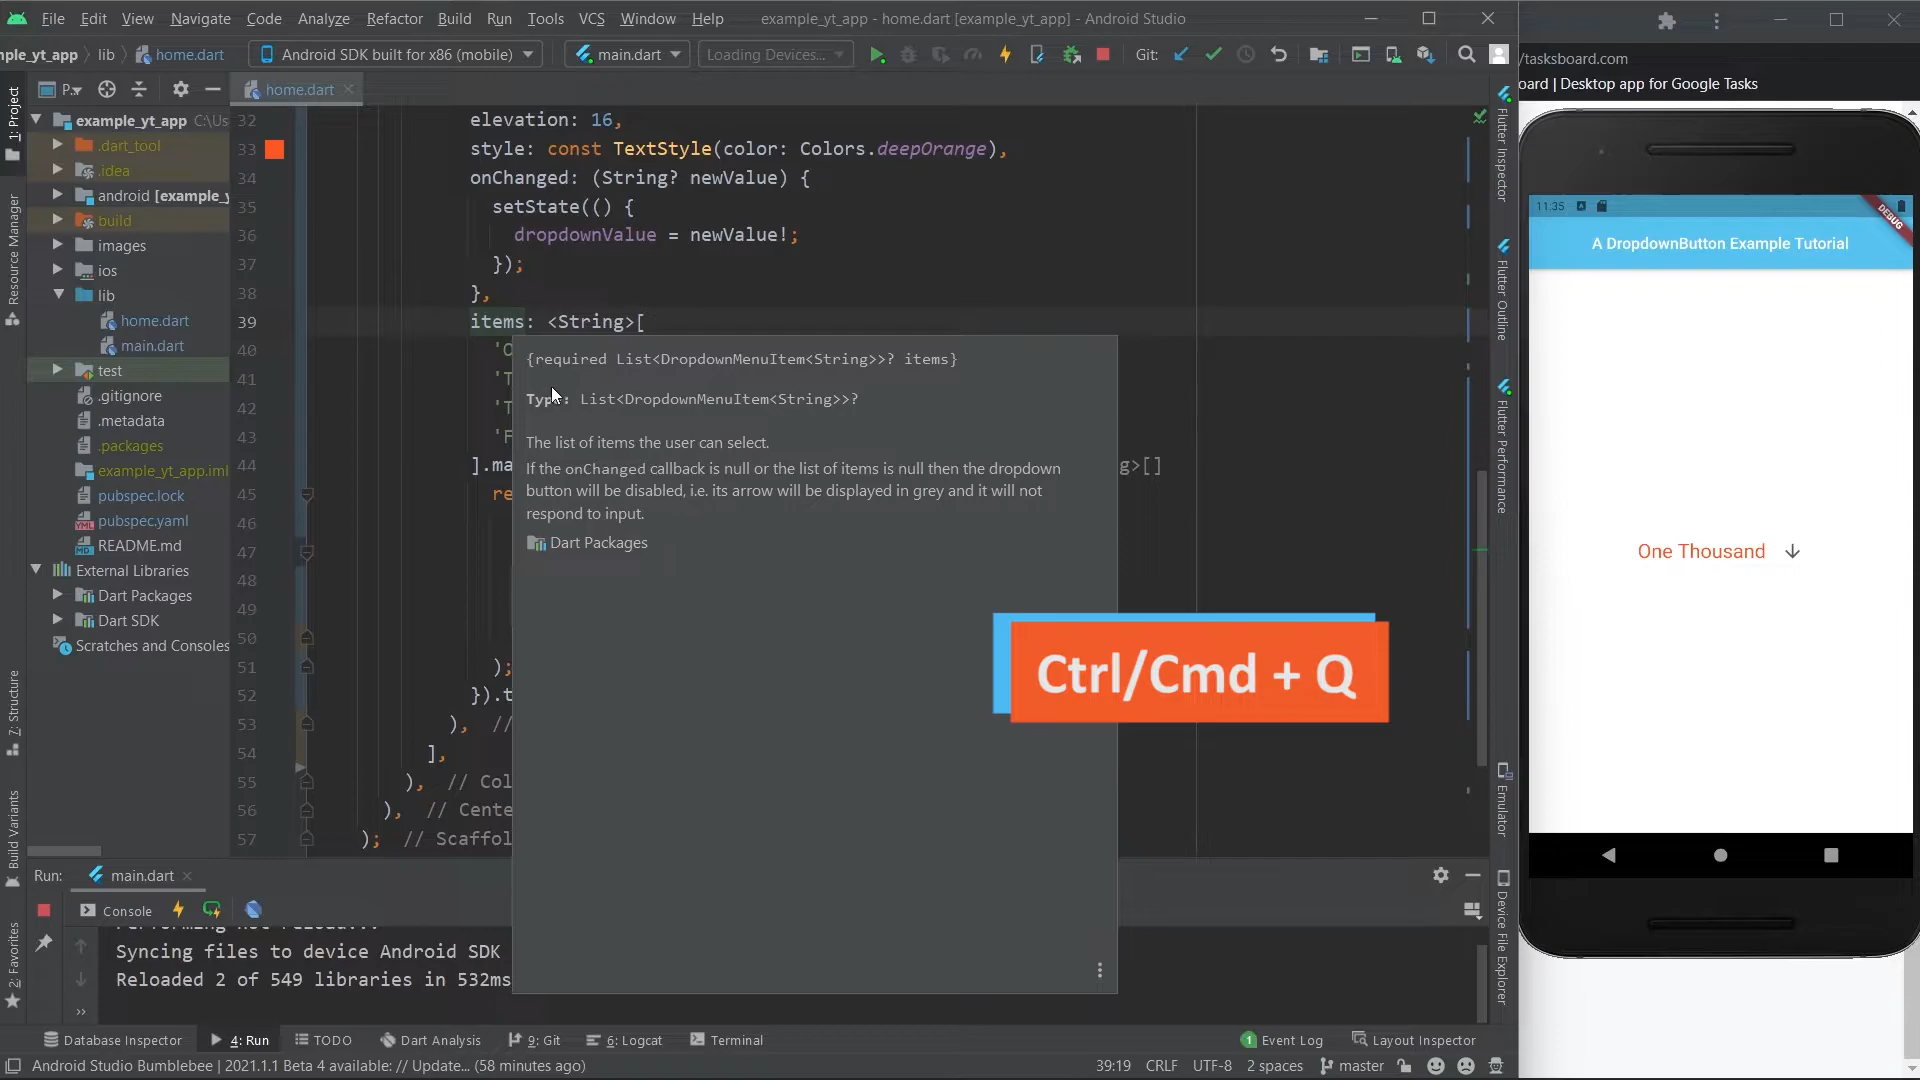 File Edit View Navigate Code Analyze Refactor Build Run Tools VCS Window Help example_yt_app - home.dart [example_yt_app] - Android Studio
mple_yt_app lib home.dart Android SDK built for x86 (mobile) main.dart Loading Devices... Git:
/tasksboard.com
oard | Desktop app for Google Tasks
1: Project
Resource Manager
7: Structure
Build Variants
2: Favorites
P..
home.dart
example_yt_app C:\Us
.dart_tool
.idea
android [example_y
build
images
ios
lib
home.dart
main.dart
test
.gitignore
.metadata
.packages
example_yt_app.iml
pubspec.lock
pubspec.yaml
README.md
External Libraries
Dart Packages
Dart SDK
Scratches and Consoles
32 elevation: 16,
33 style: const TextStyle(color: Colors.deepOrange),
34 onChanged: (String? newValue) {
35 setState(() {
36 dropdownValue = newValue!;
37 });
38 },
39 items: <String>[
40 'O
41 'T
42 'T
43 'F
44 ].ma g>[]
45 re
46
47
48
49
50
51 );
52 }).t
53 ), //
54 ],
55 ), // Col
56 ), // Cente
57 ); // Scaffol
{required List<DropdownMenuItem<String>>? items}
Type: List<DropdownMenuItem<String>>?
The list of items the user can select.
If the onChanged callback is null or the list of items is null then the dropdown
button will be disabled, i.e. its arrow will be displayed in grey and it will not
respond to input.
Dart Packages
Ctrl/Cmd + Q
Flutter Inspector
Flutter Outline
Flutter Performance
Emulator
Device File Explorer
11:35
DEBUG
A DropdownButton Example Tutorial
One Thousand
Run: main.dart
Console
Performing hot reload...
Syncing files to device Android SDK
Reloaded 2 of 549 libraries in 532ms
Database Inspector 4: Run TODO Dart Analysis 9: Git 6: Logcat Terminal 1 Event Log Layout Inspector
Android Studio Bumblebee | 2021.1.1 Beta 4 available: // Update... (58 minutes ago) 39:19 CRLF UTF-8 2 spaces master